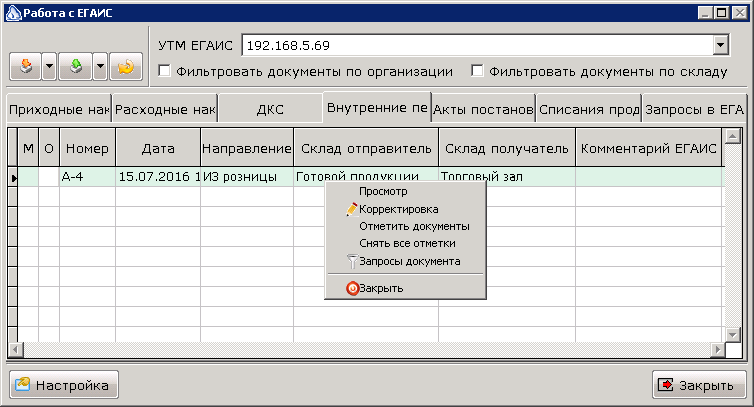 Работа с ЕГАИС
УТМ ЕГАИС 192.168.5.69
Фильтровать документы по организации Фильтровать документы по складу
Приходные нак Расходные нак ДКС Внутренние пе Акты постанов Списания прод Запросы в ЕГА
М О Номер Дата Направление Склад отправитель Склад получатель Комментарий ЕГАИС
А-4 15.07.2016 1 ИЗ розницы Готовой продукции Торговый зал
Просмотр
Корректировка
Отметить документы
Снять все отметки
Запросы документа
Закрыть
Настройка Закрыть